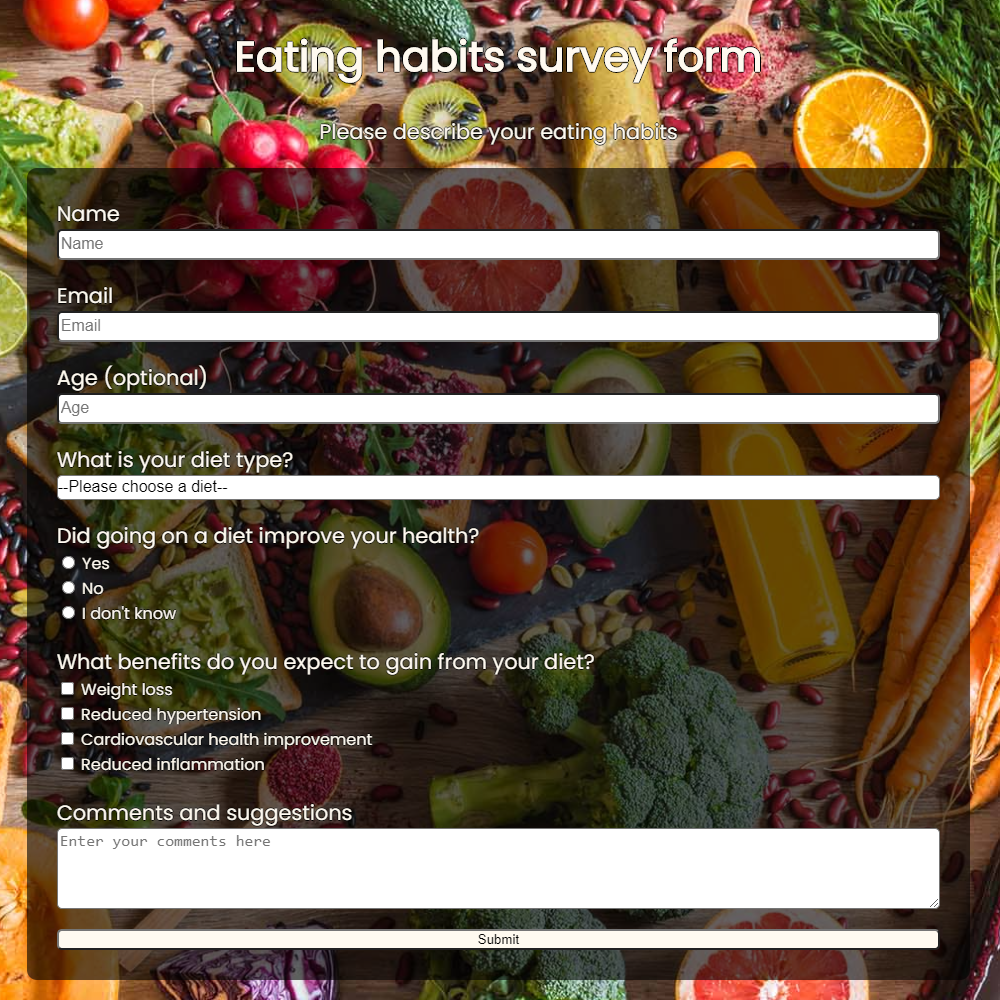 Eating habits survey form
Please describe your eating habits
Name
Name
Email
Email
Age (optional)
Age
What is your diet type?
--Please choose a diet--
Did going on a diet improve your health?
Yes
No
I don't know
What benefits do you expect to gain from your diet?
Weight loss
Reduced hypertension
Cardiovascular health improvement
Reduced inflammation
Comments and suggestions
Enter your comments here
Submit